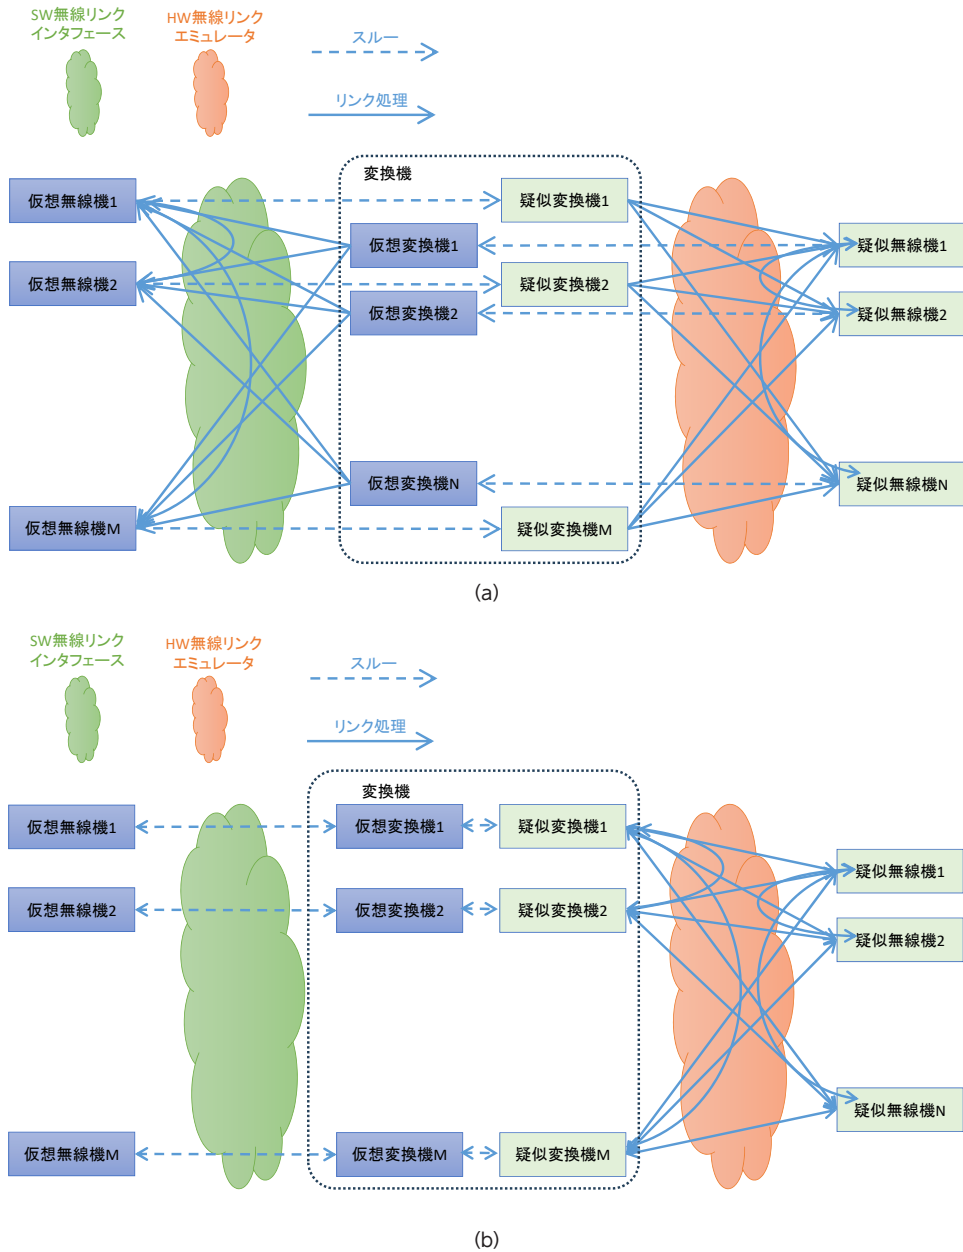 SW無線リンク
インタフェース
HW無線リンク
エミュレータ
スルー
リンク処理
変換機
仮想無線機1
疑似変換機1
仮想変換機1
疑似無線機1
仮想無線機2
疑似変換機2
仮想変換機2
疑似無線機2
仮想変換機N
疑似無線機N
仮想無線機M
疑似変換機M
(a)
SW無線リンク
インタフェース
HW無線リンク
エミュレータ
スルー
リンク処理
変換機
仮想無線機1
仮想変換機1
疑似変換機1
疑似無線機1
仮想無線機2
仮想変換機2
疑似変換機2
疑似無線機2
疑似無線機N
仮想無線機M
仮想変換機M
疑似変換機M
(b)